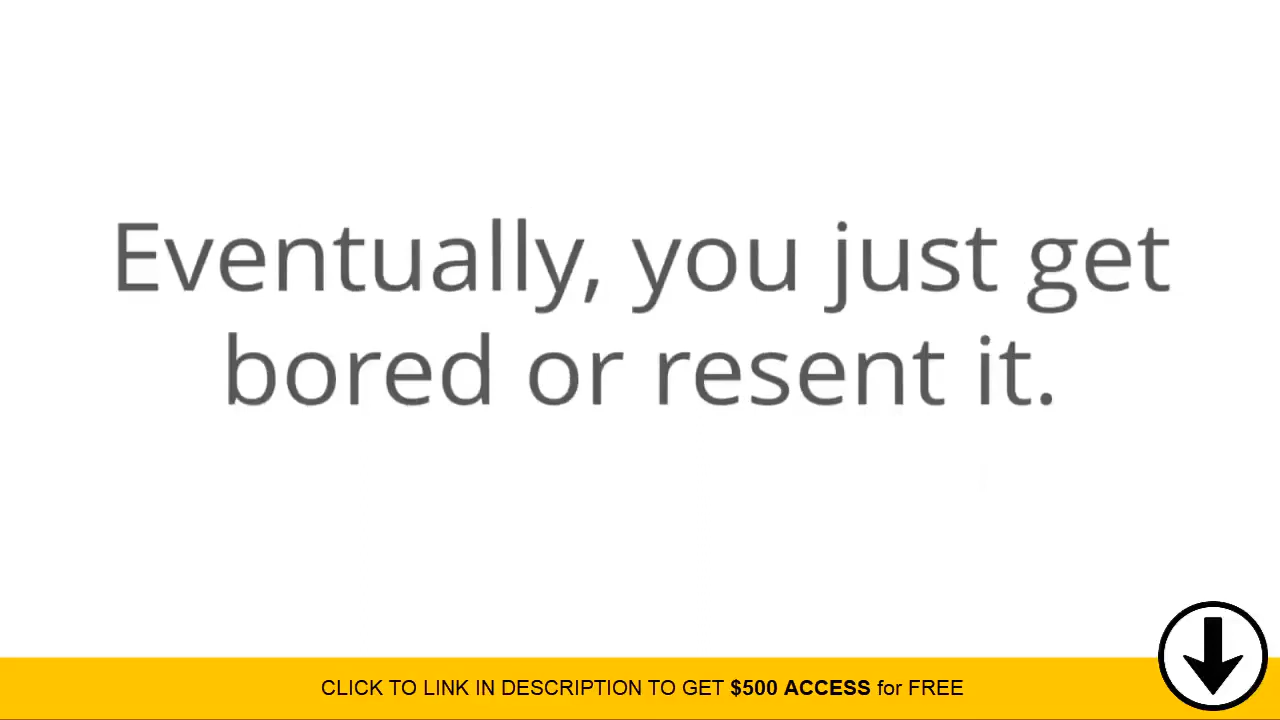 Eventually, you just get
bored or resent it.
CLICK TO LINK IN DESCRIPTION TO GET $500 ACCESS for FREE